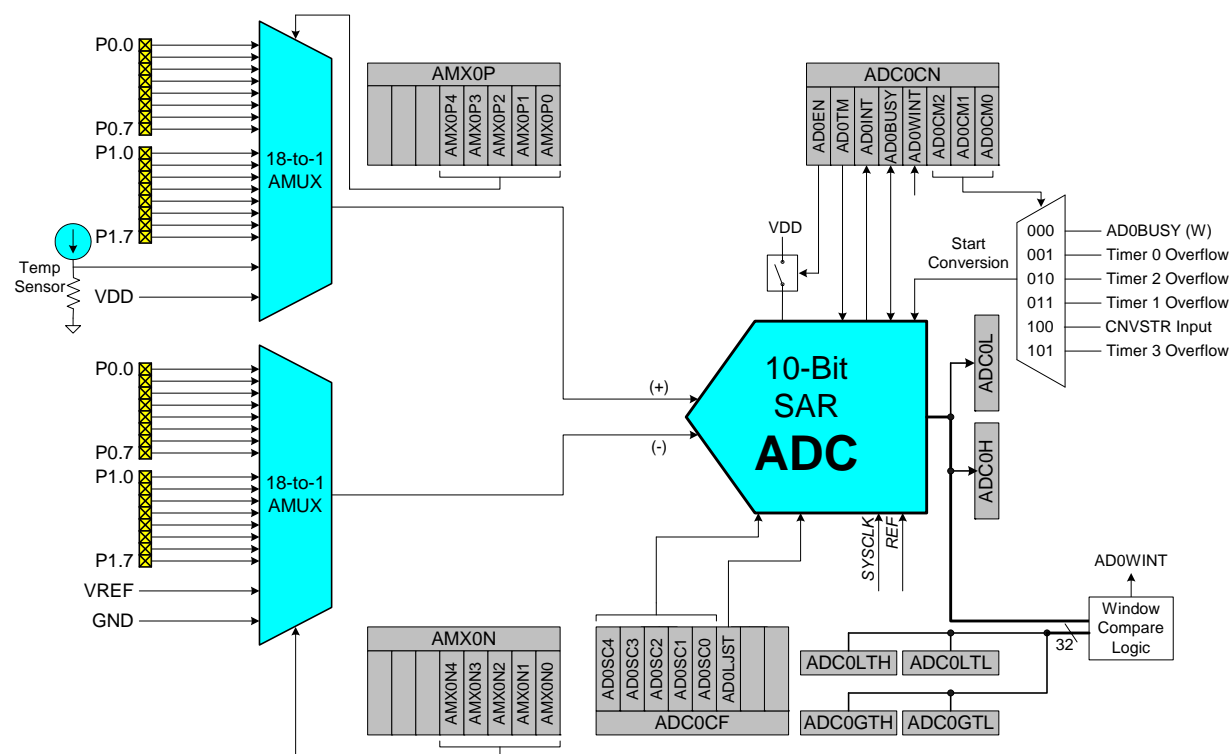 P0.0
P0.7
P1.0
P1.7
18-to-1
AMUX
Temp
Sensor
VDD
AMX0P
AMX0P4
AMX0P3
AMX0P2
AMX0P1
AMX0P0
ADC0CN
AD0EN
AD0TM
AD0INT
AD0BUSY
AD0WINT
AD0CM2
AD0CM1
AD0CM0
VDD
Start
Conversion
000 AD0BUSY (W)
001 Timer 0 Overflow
010 Timer 2 Overflow
011 Timer 1 Overflow
100 CNVSTR Input
101 Timer 3 Overflow
P0.0
P0.7
P1.0
P1.7
18-to-1
AMUX
VREF
GND
(+)
(-)
10-Bit
SAR
ADC
ADC0L
ADC0H
SYSCLK
REF
AMX0N
AMX0N4
AMX0N3
AMX0N2
AMX0N1
AMX0N0
AD0SC4
AD0SC3
AD0SC2
AD0SC1
AD0SC0
AD0LJST
ADC0CF
AD0WINT
Window
Compare
Logic
32
ADC0LTH
ADC0LTL
ADC0GTH
ADC0GTL